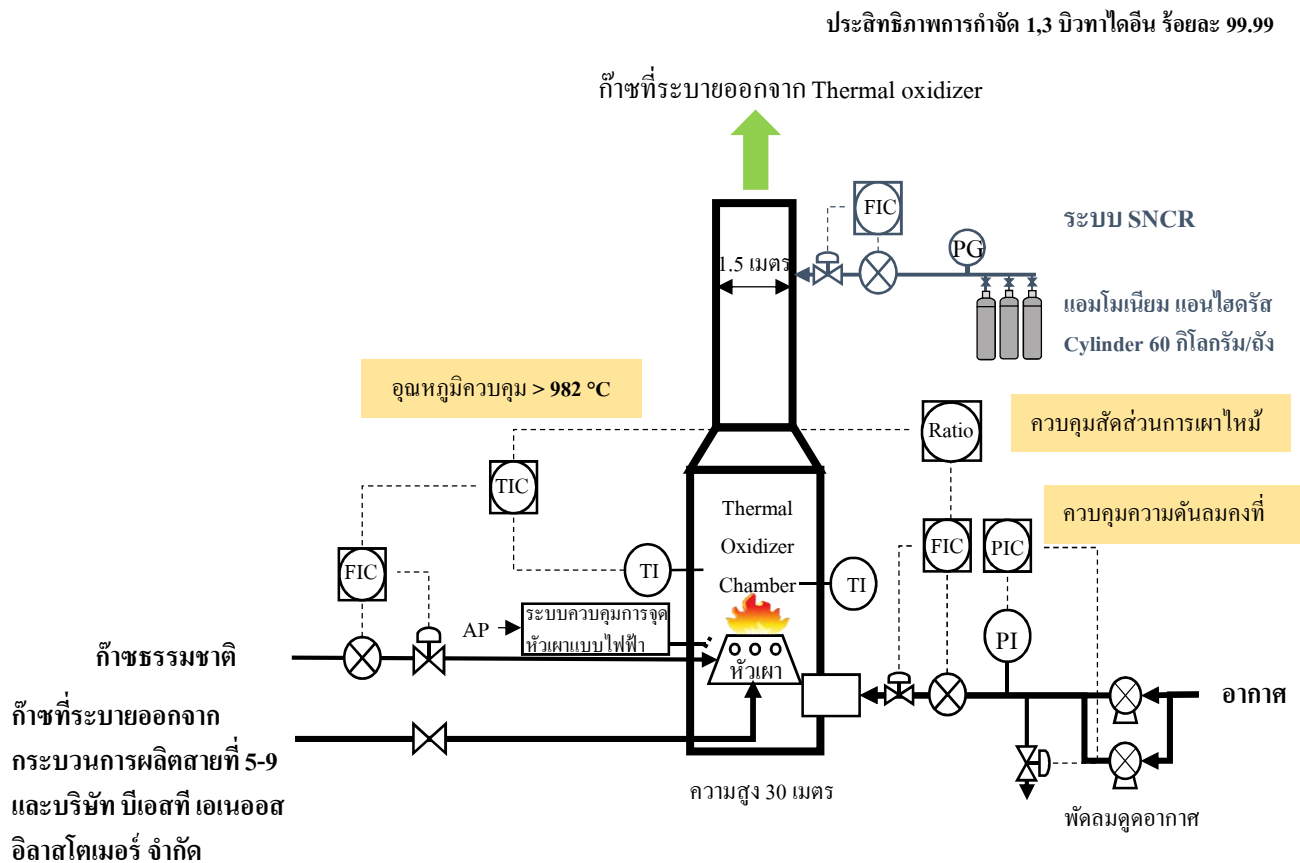 ประสิทธิภาพการกำจัด 1,3 บิวทาไดอีน ร้อยละ 99.99
ก๊าซที่ระบายออกจาก Thermal oxidizer
FIC
ระบบ SNCR
PG
1.5 เมตร
แอมโมเนียม แอนไฮดรัส
Cylinder 60 กิโลกรัม/ถัง
อุณหภูมิควบคุม > 982 °C
Ratio
ควบคุมสัดส่วนการเผาไหม้
TIC
Thermal
Oxidizer
Chamber
ควบคุมความดันลมคงที่
FIC
PIC
FIC
TI
TI
AP
ระบบควบคุมการจุด
หัวเผาแบบไฟฟ้า
PI
ก๊าซธรรมชาติ
หัวเผา
อากาศ
ก๊าซที่ระบายออกจาก
กระบวนการผลิตสายที่ 5-9
และบริษัท บีเอสที เอเนออส
อิลาสโตเมอร์ จำกัด
ความสูง 30 เมตร
พัดลมดูดอากาศ